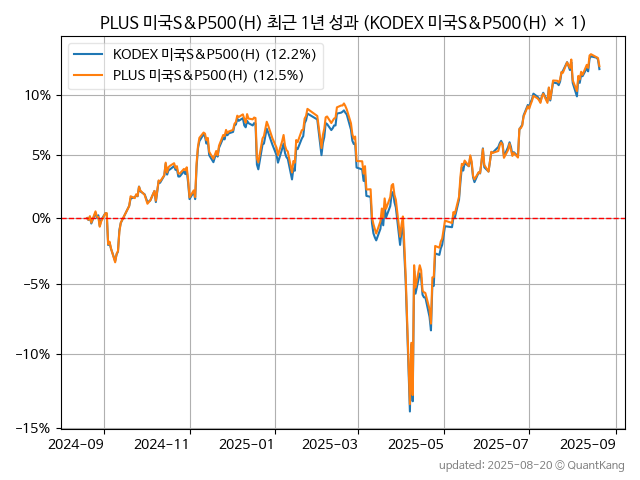 PLUS 미국S&P500(H) 최근 1년 성과 (KODEX 미국S&P500(H) × 1)
KODEX 미국S&P500(H) (12.2%)
PLUS 미국S&P500(H) (12.5%)
10%
5%
0%
−5%
−10%
−15%
2024-09 2024-11 2025-01 2025-03 2025-05 2025-07 2025-09
updated: 2025-08-20 © QuantKang